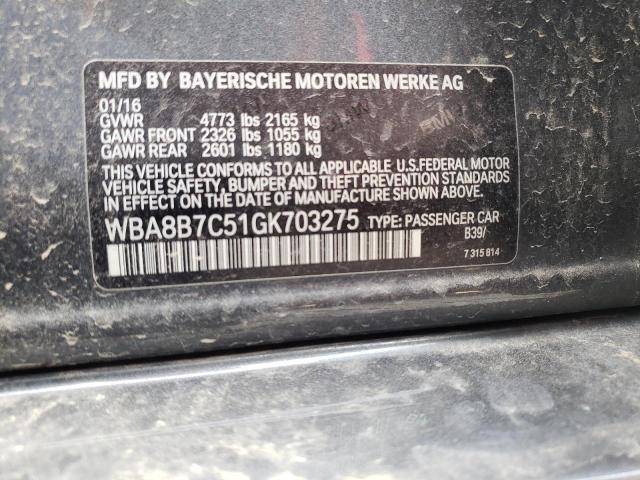 MFD BY BAYERISCHE MOTOREN WERKE AG
01/16
GVWR 4773 lbs 2165 kg
GAWR FRONT 2326 lbs 1055 kg
GAWR REAR 2601 lbs 1180 kg
THIS VEHICLE CONFORMS TO ALL APPLICABLE U.S.FEDERAL MOTOR
VEHICLE SAFETY, BUMPER AND THEFT PREVENTION STANDARDS
IN EFFECT ON THE DATE OF MANUFACTURE SHOWN ABOVE.
WBA8B7C51GK703275 TYPE: PASSENGER CAR
B39/
7 315 814